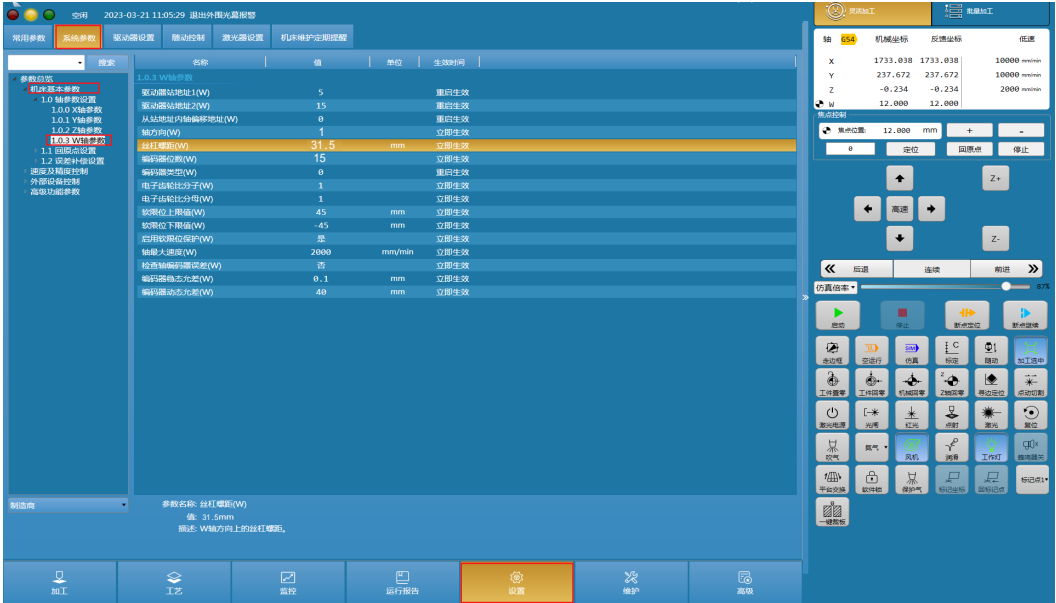 空闲 2023-03-21 11:05:29 退出外围光幕报警
常用参数 系统参数 驱动器设置 随动控制 激光器设置 机床维护定期提醒
搜索
参数总览
机床基本参数
1.0 轴参数设置
1.0.0 X轴参数
1.0.1 Y轴参数
1.0.2 Z轴参数
1.0.3 W轴参数
1.1 回原点设置
1.2 误差补偿设置
速度及精度控制
外部设备控制
高级功能参数
制造商
名称 值 单位 生效时间
1.0.3 W轴参数
驱动器站地址1(W) 5 重启生效
驱动器站地址2(W) 15 重启生效
从站地址内轴偏移地址(W) 0 重启生效
轴方向(W) 1 立即生效
丝杠螺距(W) 31.5 mm 立即生效
编码器位数(W) 15 立即生效
编码器类型(W) 0 重启生效
电子齿轮比分子(W) 1 立即生效
电子齿轮比分母(W) 1 立即生效
软限位上限值(W) 45 mm 立即生效
软限位下限值(W) -45 mm 立即生效
启用软限位保护(W) 是 立即生效
轴最大速度(W) 2000 mm/min 立即生效
检查轴编码器误差(W) 否 立即生效
编码器稳态允差(W) 0.1 mm 立即生效
编码器动态允差(W) 40 mm 立即生效
参数名称: 丝杠螺距(W)
值: 31.5mm
描述: W轴方向上的丝杠螺距。
加工 工艺 监控 运行报告 设置 维护 高级
灵活加工 批量加工
轴 G54 机械坐标 反馈坐标 低速
X 1733.038 1733.038 10000 mm/min
Y 237.672 237.672 10000 mm/min
Z -0.234 -0.234 2000 mm/min
W 12.000 12.000
焦点控制
焦点位置: 12.000 mm + -
0 定位 回原点 停止
Z+
高速
Z-
后退 连续 前进
仿真倍率 87%
启动 停止 断点定位 断点继续
走边框 空运行 仿真 标定 随动 加工选中
工件置零 工件回零 机械回零 Z轴回零 寻边定位 点动切割
激光电源 光闸 红光 点射 激光 复位
吹气 氮气 风机 润滑 工作灯 蜂鸣器关
平台交换 软件锁 保护气 标记坐标 回标记点 标记点1
一键裁板